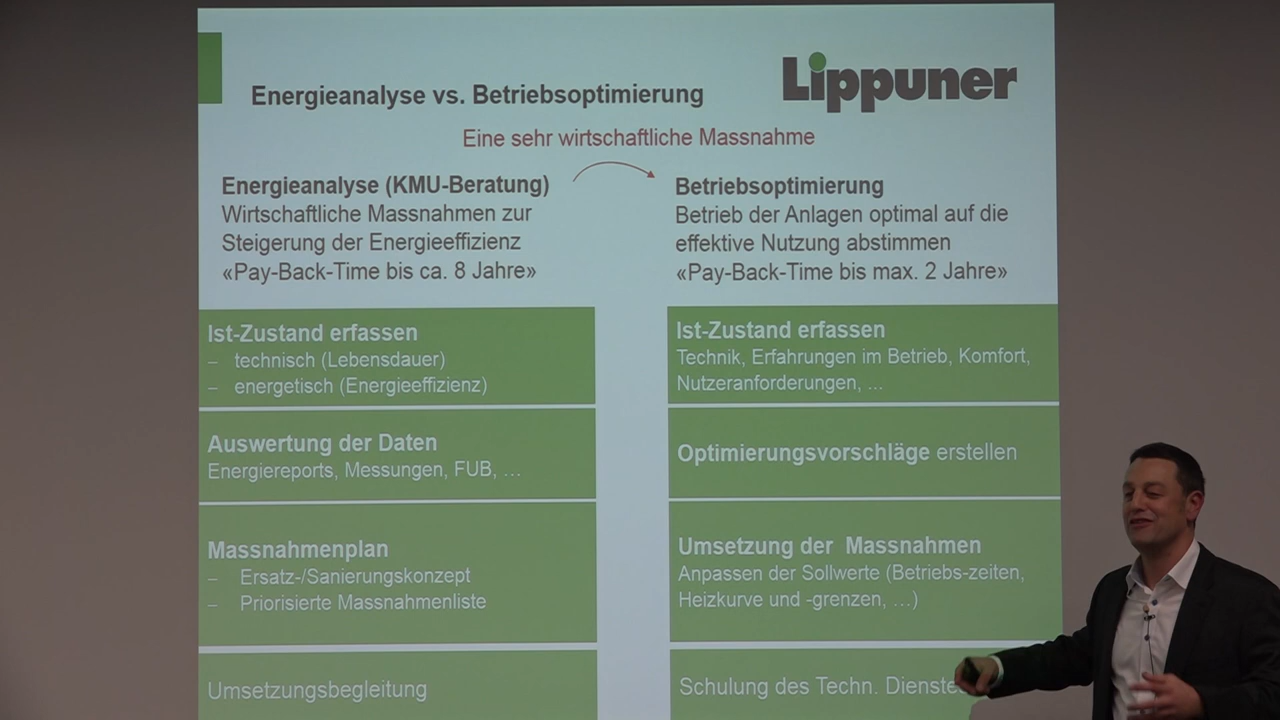 Lippuner
Energieanalyse vs. Betriebsoptimierung
Eine sehr wirtschaftliche Massnahme
Energieanalyse (KMU-Beratung)
Wirtschaftliche Massnahmen zur
Steigerung der Energieeffizienz
«Pay-Back-Time bis ca. 8 Jahre»
Ist-Zustand erfassen
– technisch (Lebensdauer)
– energetisch (Energieeffizienz)
Auswertung der Daten
Energiereports, Messungen, FUB, …
Massnahmenplan
– Ersatz-/Sanierungskonzept
– Priorisierte Massnahmenliste
Umsetzungsbegleitung
Betriebsoptimierung
Betrieb der Anlagen optimal auf die
effektive Nutzung abstimmen
«Pay-Back-Time bis max. 2 Jahre»
Ist-Zustand erfassen
Technik, Erfahrungen im Betrieb, Komfort,
Nutzeranforderungen, ...
Optimierungsvorschläge erstellen
Umsetzung der Massnahmen
Anpassen der Sollwerte (Betriebs-zeiten,
Heizkurve und -grenzen, …)
Schulung des Techn.